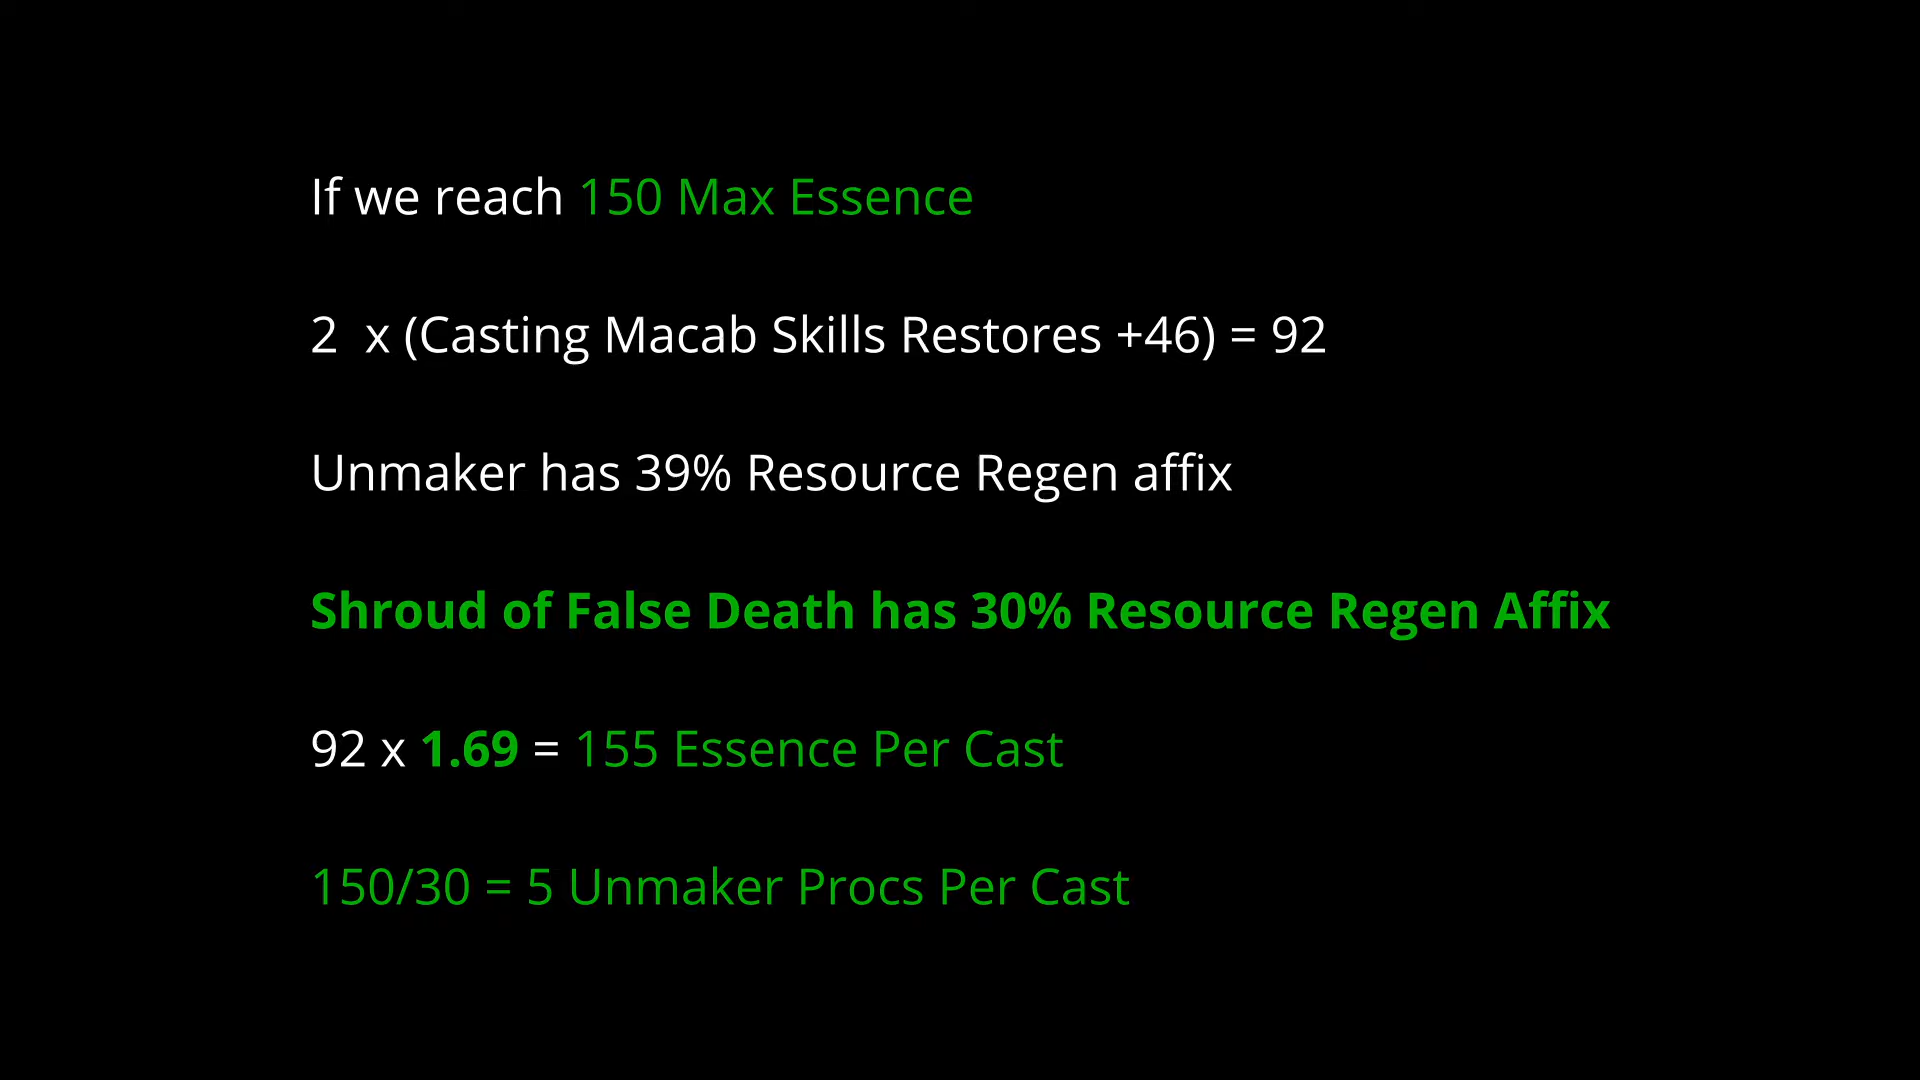 If we reach 150 Max Essence
2  x (Casting Macab Skills Restores +46) = 92
Unmaker has 39% Resource Regen affix
Shroud of False Death has 30% Resource Regen Affix
92 x 1.69 = 155 Essence Per Cast
150/30 = 5 Unmaker Procs Per Cast